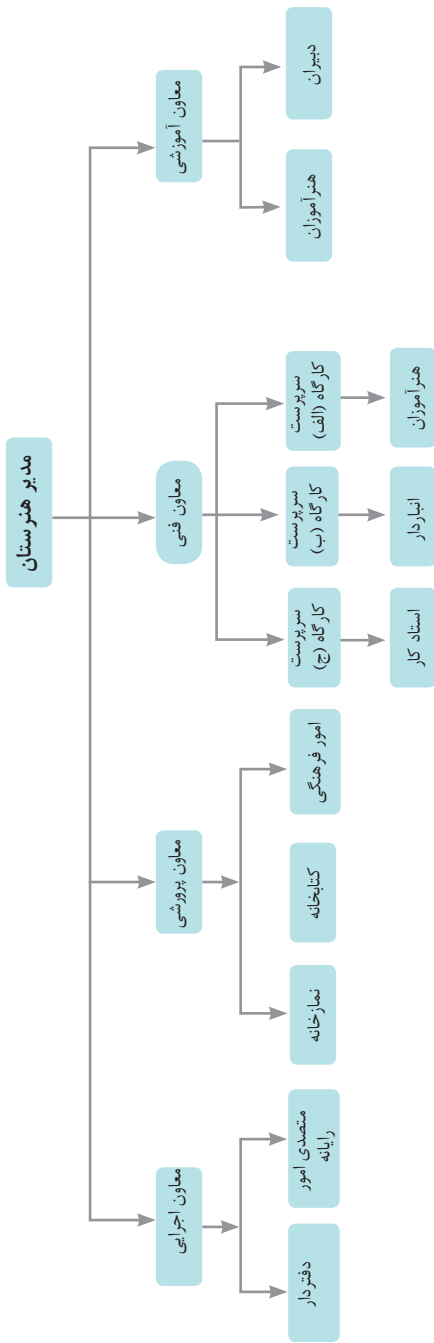 مدیر هنرستان
معاون آموزشی
معاون فنی
معاون پرورشی
معاون اجرایی
دبیران
هنرآموزان
سرپرست
کارگاه (الف)
سرپرست
کارگاه (ب)
سرپرست
کارگاه (ج)
امور فرهنگی
کتابخانه
نمازخانه
متصدی امور
رایانه
دفتردار
هنرآموزان
انباردار
استاد کار